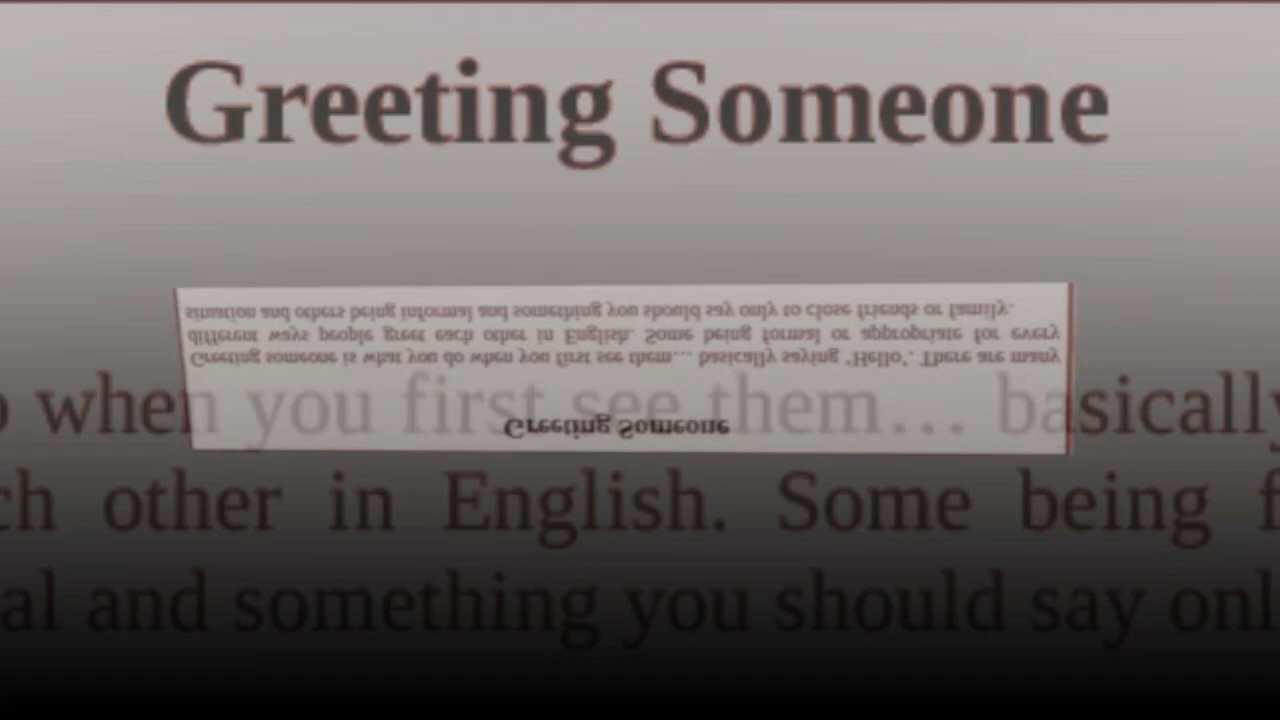 Greeting Someone
situation and others being informal and something you should say only to close friends or family.
different ways people greet each other in English. Some being formal or appropriate for every
Greeting someone is what you do when you first see them... basically saying 'Hello'. There are many
Greeting Someone
when you first see them... basically
ch other in English. Some being f
al and something you should say onl